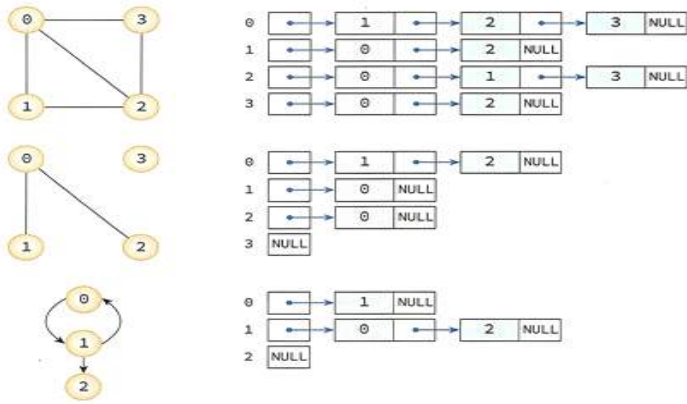 0 3
1 2
0 1 2 3 NULL
1 0 2 NULL
2 0 1 3 NULL
3 0 2 NULL
0 3
1 2
0 1 2 NULL
1 0 NULL
2 0 NULL
3 NULL
0
1
2
0 1 NULL
1 0 2 NULL
2 NULL